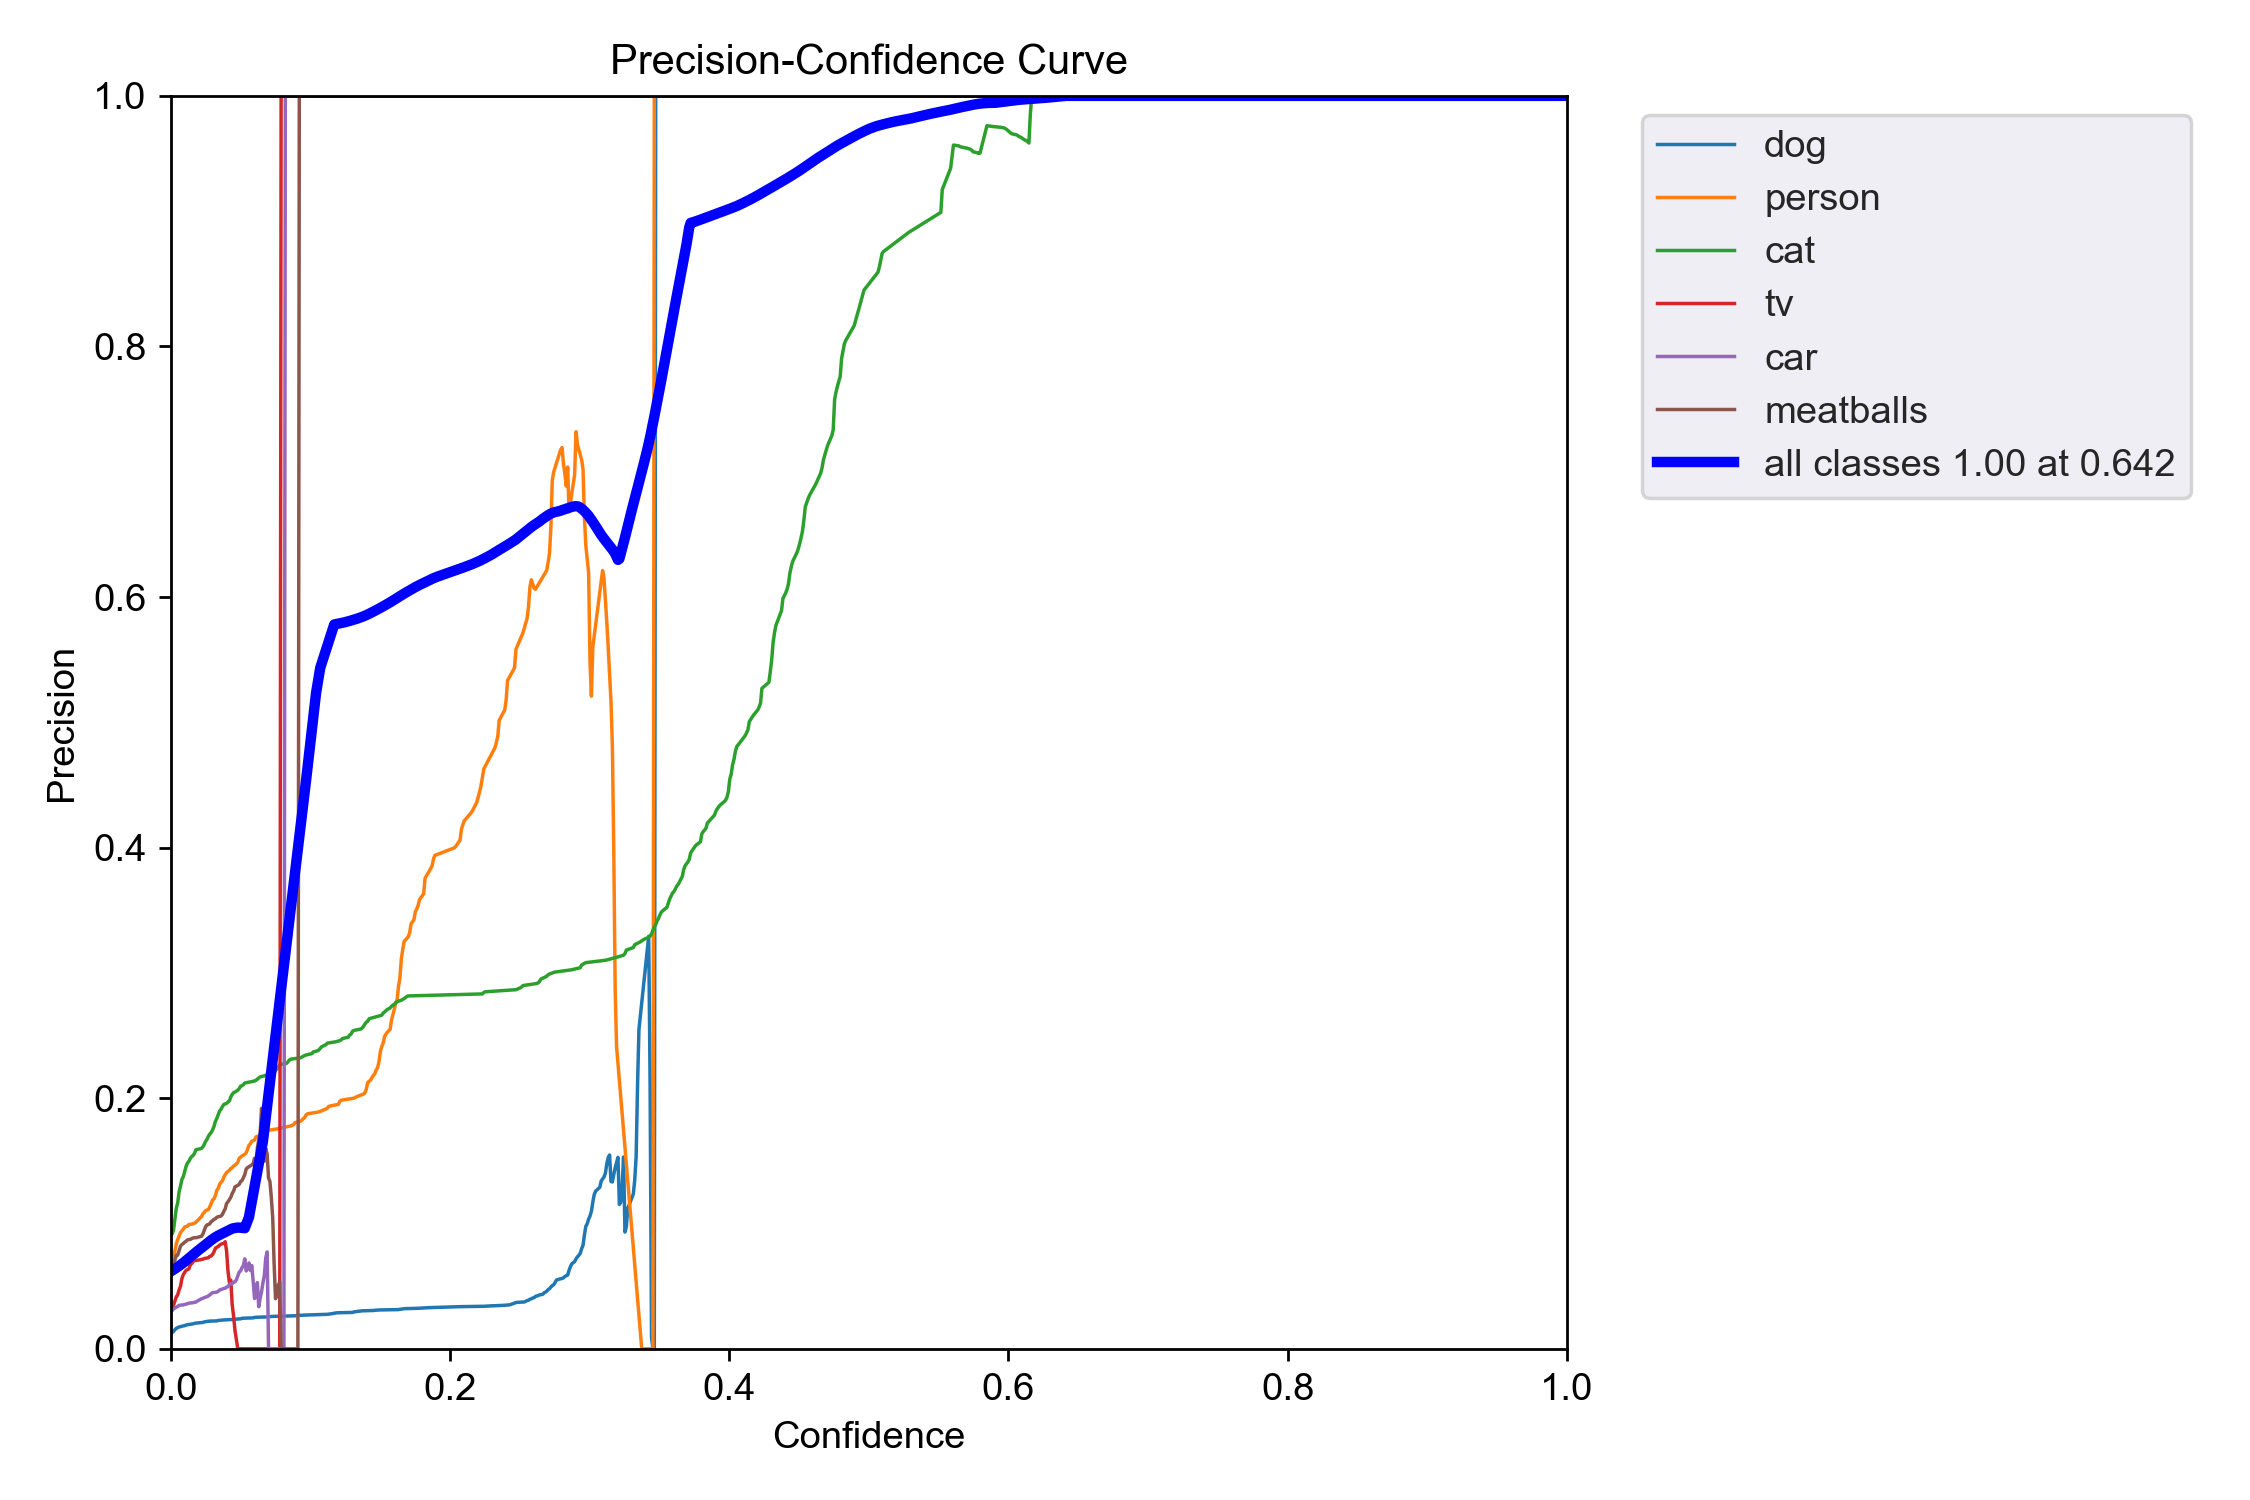 Precision-Confidence Curve
1.0
0.8
0.6
0.4
0.2
0.0
Precision
0.0 0.2 0.4 0.6 0.8 1.0
Confidence
dog
person
cat
tv
car
meatballs
all classes 1.00 at 0.642